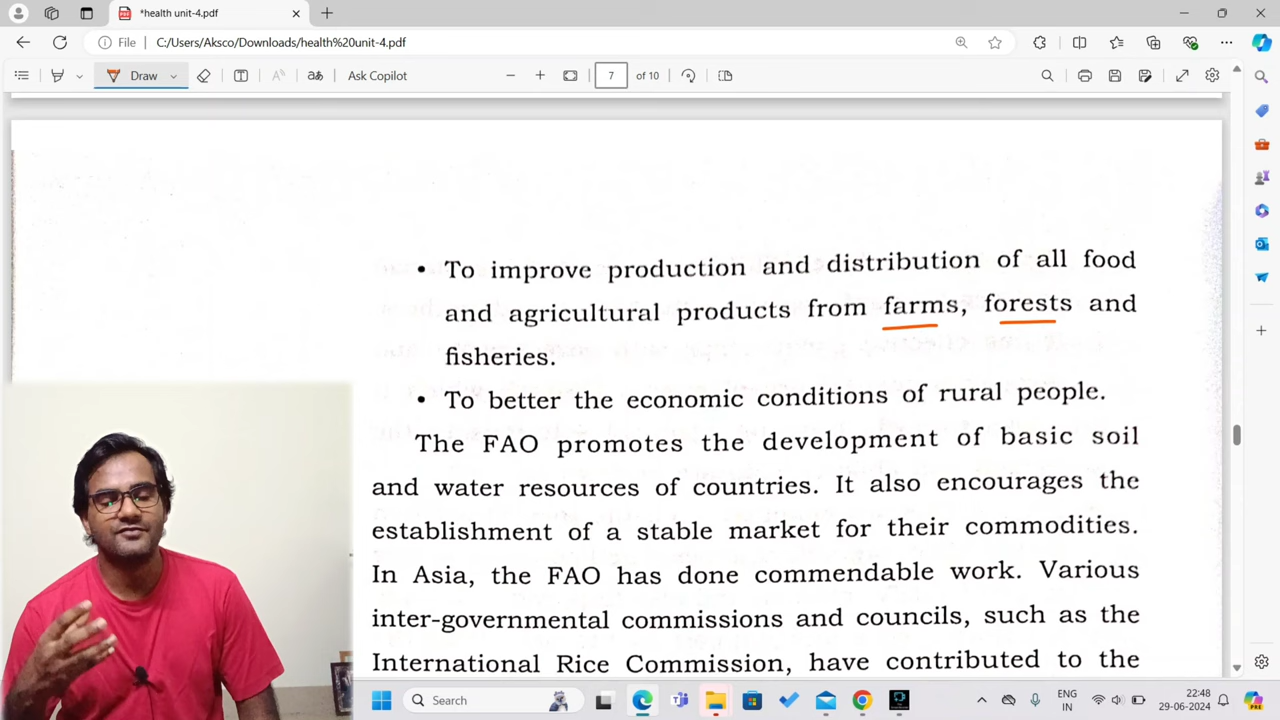 *health unit-4.pdf
File
C:/Users/Aksco/Downloads/health%20unit-4.pdf
Draw
aあ
Ask Copilot
7
of 10
• To improve production and distribution of all food
and agricultural products from farms, forests and
fisheries.
• To better the economic conditions of rural people.
The FAO promotes the development of basic soil
and water resources of countries. It also encourages the
establishment of a stable market for their commodities.
In Asia, the FAO has done commendable work. Various
inter-governmental commissions and councils, such as the
International Rice Commission, have contributed to the
Search
ENG
IN
22:48
29-06-2024